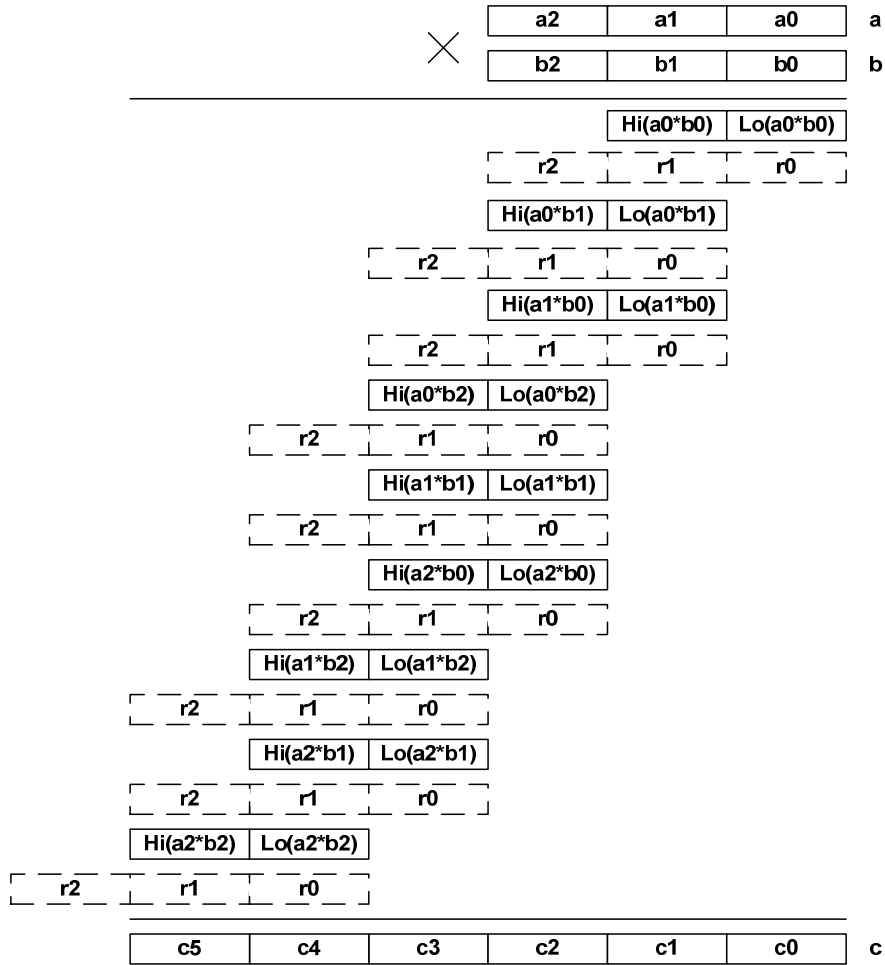 a2 a1 a0 a
b2 b1 b0 b
Hi(a0*b0) Lo(a0*b0)
r2 r1 r0
Hi(a0*b1) Lo(a0*b1)
r2 r1 r0
Hi(a1*b0) Lo(a1*b0)
r2 r1 r0
Hi(a0*b2) Lo(a0*b2)
r2 r1 r0
Hi(a1*b1) Lo(a1*b1)
r2 r1 r0
Hi(a2*b0) Lo(a2*b0)
r2 r1 r0
Hi(a1*b2) Lo(a1*b2)
r2 r1 r0
Hi(a2*b1) Lo(a2*b1)
r2 r1 r0
Hi(a2*b2) Lo(a2*b2)
r2 r1 r0
c5 c4 c3 c2 c1 c0 c